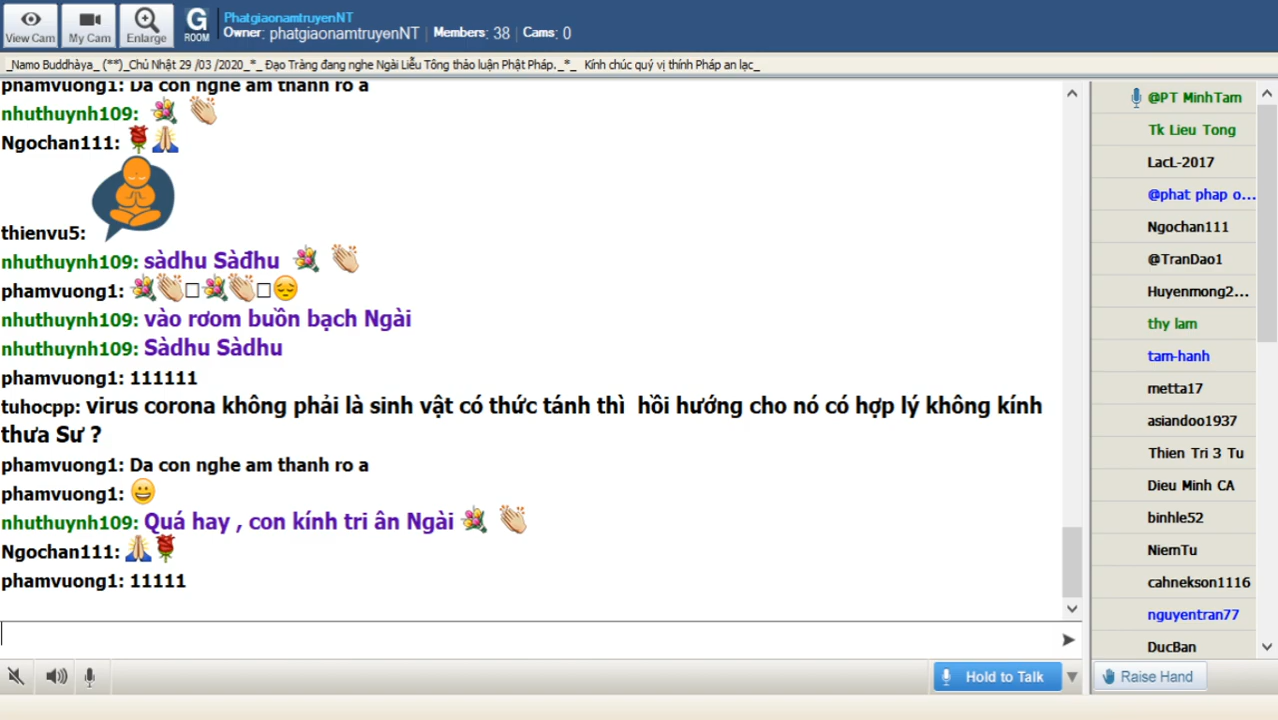 View Cam
My Cam
Enlarge
G
ROOM
PhatgiaonamtruyenNT
Owner: phatgiaonamtruyenNT | Members: 38 | Cams: 0
_Namo Buddhàya_ (**)_Chủ Nhật 29 /03 /2020_*_ Đạo Tràng đang nghe Ngài Liễu Tông thảo luận Phật Pháp._*_ Kính chúc quý vị thính Pháp an lạc_
phamvuong1: Da con nghe am thanh ro a
nhuthuynh109:
Ngochan111:
thienvu5:
nhuthuynh109: sàdhu Sàđhu
phamvuong1:
nhuthuynh109: vào rơom buồn bạch Ngài
nhuthuynh109: Sàdhu Sàdhu
phamvuong1: 111111
tuhocpp: virus corona không phải là sinh vật có thức tánh thì hồi hướng cho nó có hợp lý không kính
thưa Sư ?
phamvuong1: Da con nghe am thanh ro a
phamvuong1:
nhuthuynh109: Quá hay , con kính tri ân Ngài
Ngochan111:
phamvuong1: 11111
Hold to Talk
@PT MinhTam
Tk Lieu Tong
LacL-2017
@phat phap o...
Ngochan111
@TranDao1
Huyenmong2...
thy lam
tam-hanh
metta17
asiandoo1937
Thien Tri 3 Tu
Dieu Minh CA
binhle52
NiemTu
cahnekson1116
nguyentran77
DucBan
Raise Hand